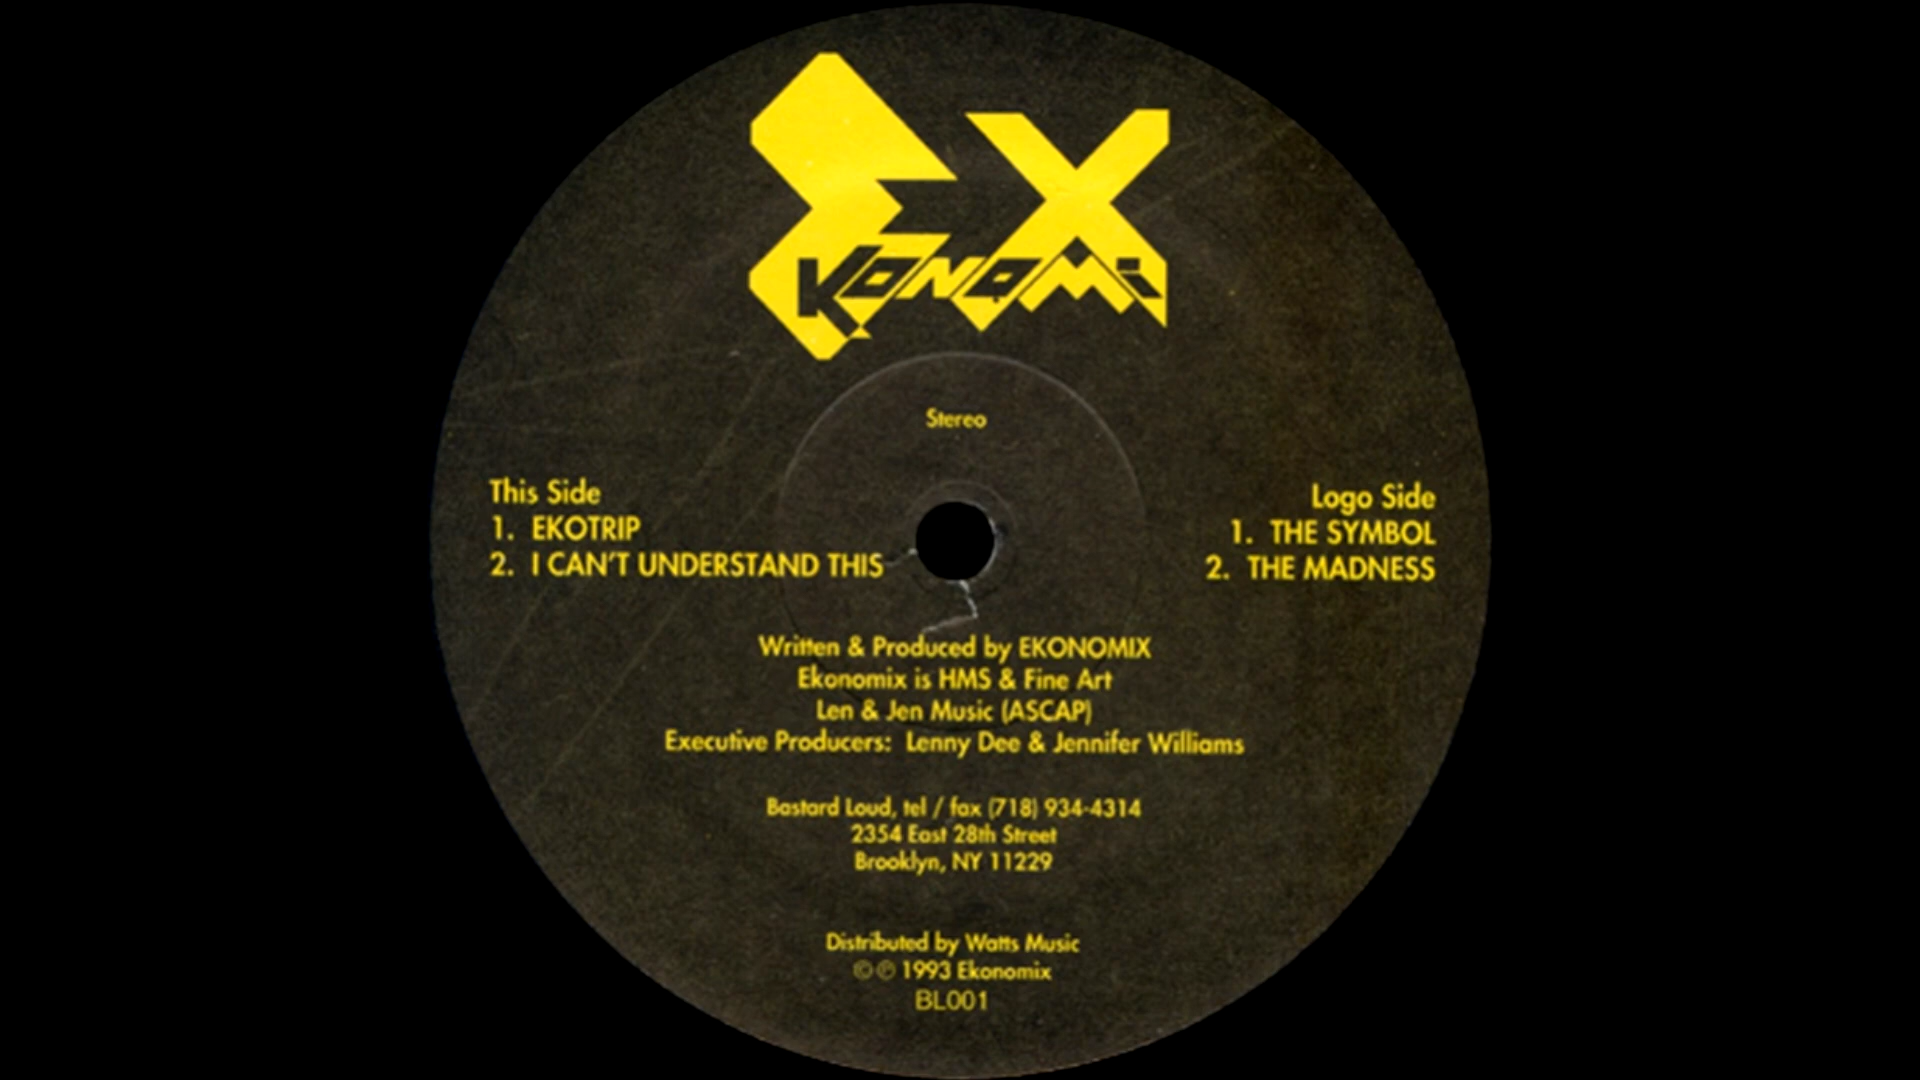 EX
KONOMI
Stereo
This Side
1. EKOTRIP
2. I CAN'T UNDERSTAND THIS
Logo Side
1. THE SYMBOL
2. THE MADNESS
Written & Produced by EKONOMIX
Ekonomix is HMS & Fine Art
Len & Jen Music (ASCAP)
Executive Producers: Lenny Dee & Jennifer Williams
Bastard Loud, tel / fax (718) 934-4314
2354 East 28th Street
Brooklyn, NY 11229
Distributed by Watts Music
©℗ 1993 Ekonomix
BL001